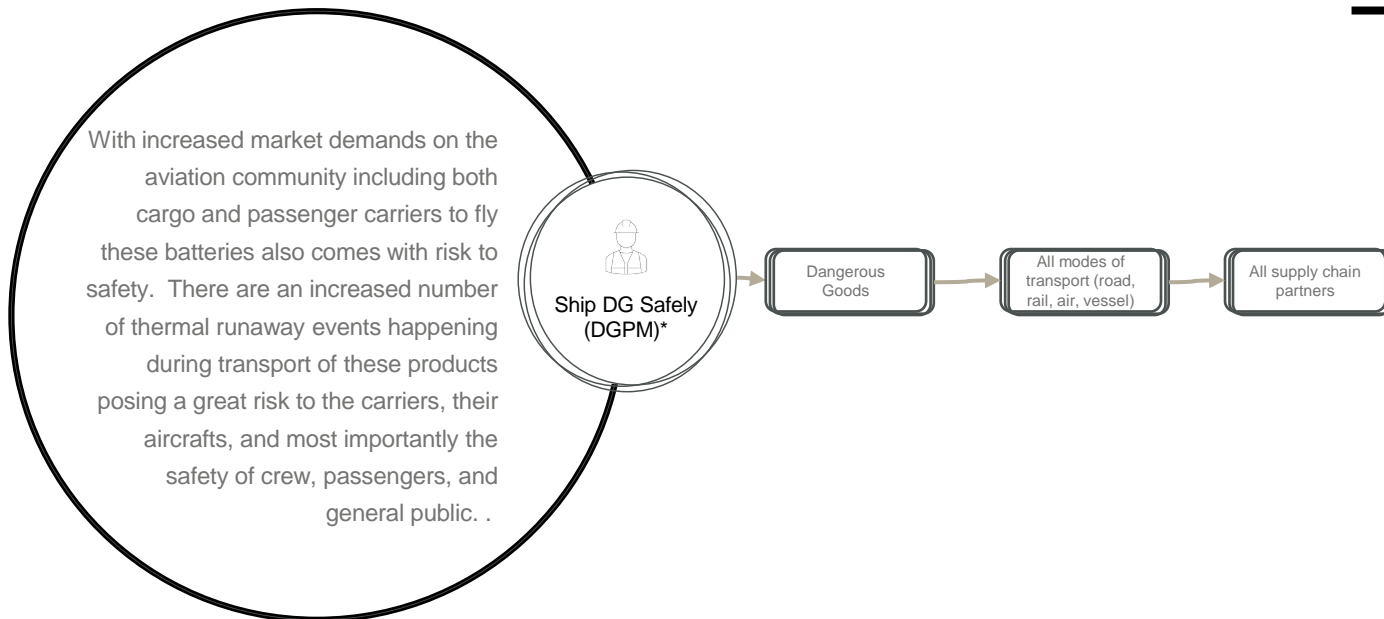 With increased market demands on the
aviation community including both
cargo and passenger carriers to fly
these batteries also comes with risk to
safety.  There are an increased number
of thermal runaway events happening
during transport of these products
posing a great risk to the carriers, their
aircrafts, and most importantly the
safety of crew, passengers, and
general public. .
Ship DG Safely
(DGPM)*
Dangerous
Goods
All modes of
transport (road,
rail, air, vessel)
All supply chain
partners